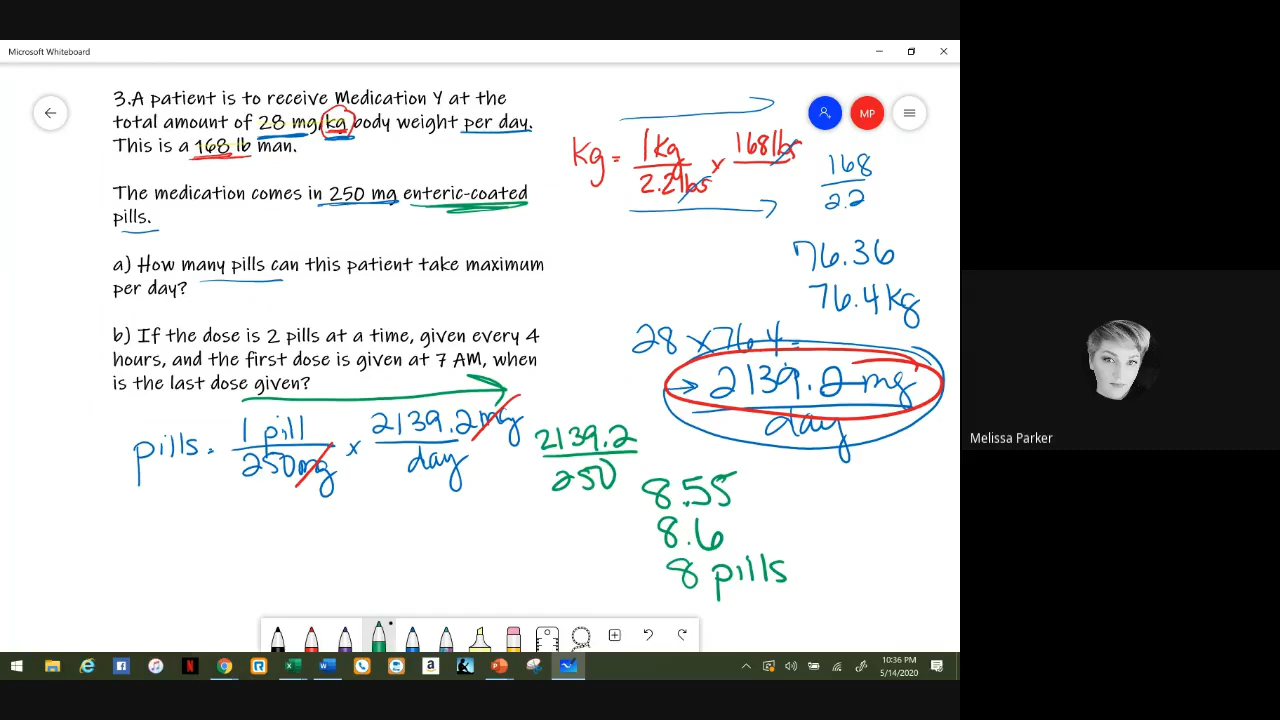 Microsoft Whiteboard
3.A patient is to receive Medication Y at the
total amount of 28 mg/kg body weight per day.
This is a 168 lb man.
The medication comes in 250 mg enteric-coated
pills.
a) How many pills can this patient take maximum
per day?
b) If the dose is 2 pills at a time, given every 4
hours, and the first dose is given at 7 AM, when
is the last dose given?
kg = 1kg / 2.2lbs x 168lbs
168
2.2
76.36
76.4kg
28 x 76.4 =
2139.2 mg
day
pills = 1 pill / 250mg x 2139.2mg / day
2139.2
250
8.55
8.6
8 pills
MP
Melissa Parker
10:36 PM
5/14/2020